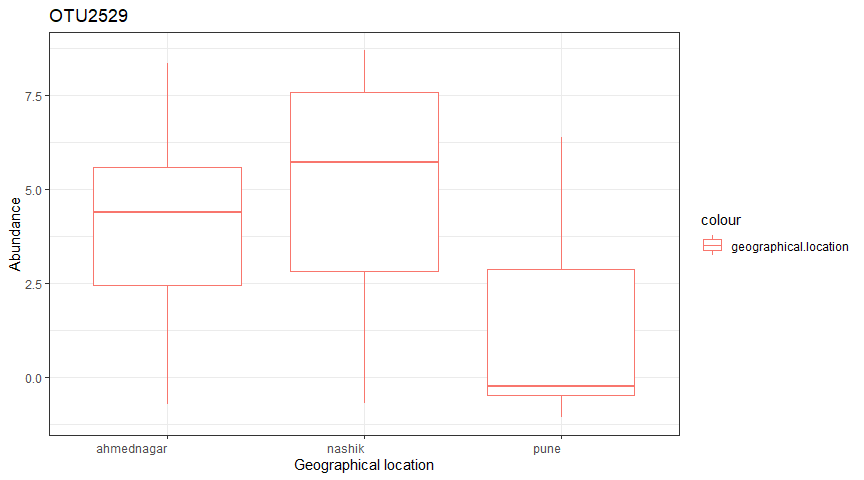 OTU2529
7.5
5.0
2.5
0.0
Abundance
ahmednagar nashik pune
Geographical location
colour
geographical.location